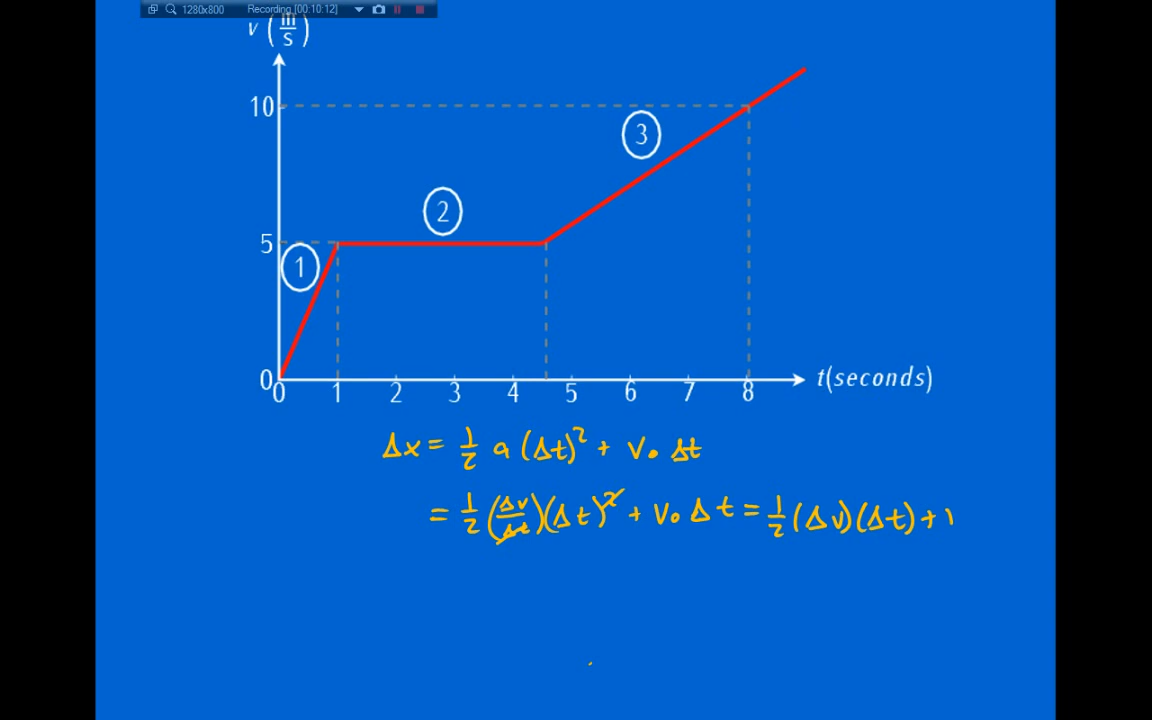 1280x800 Recording [00:10:12]
v (m/s)
10
3
2
5
1
0
0 1 2 3 4 5 6 7 8 t(seconds)
Δx = 1/2 a (Δt)² + v₀ Δt
= 1/2 (Δv/Δt)(Δt)² + v₀ Δt = 1/2 (Δv)(Δt) +